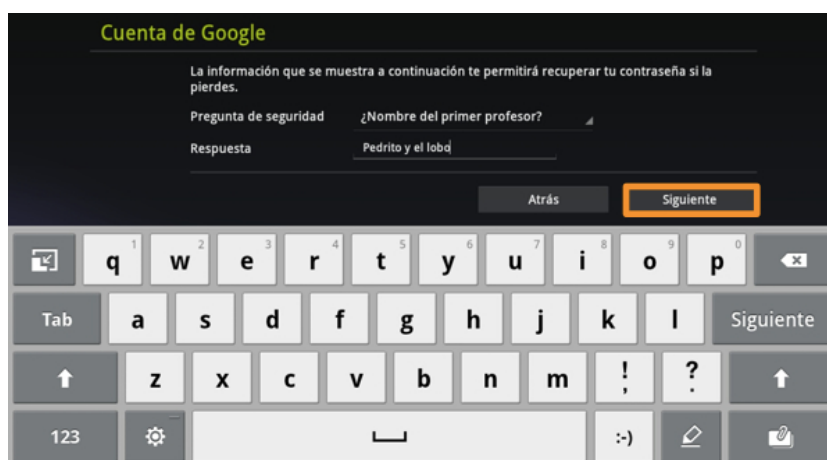 Cuenta de Google
La información que se muestra a continuación te permitirá recuperar tu contraseña si la
pierdes.
Pregunta de seguridad ¿Nombre del primer profesor?
Respuesta Pedrito y el lobo
Atrás Siguiente
q 1 w 2 e 3 r 4 t 5 y 6 u 7 i 8 o 9 p 0
Tab a s d f g h j k l Siguiente
z x c v b n m ! , ? .
123 :-)